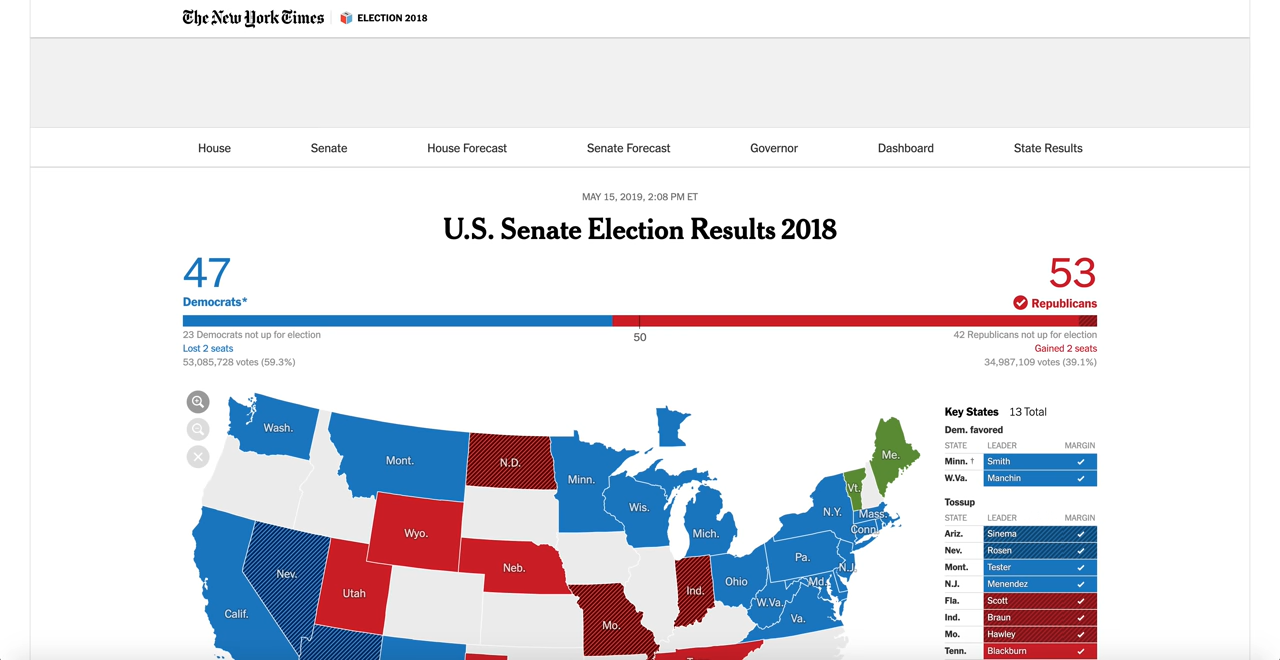 The New York Times
ELECTION 2018
House Senate House Forecast Senate Forecast Governor Dashboard State Results
MAY 15, 2019, 2:08 PM ET
U.S. Senate Election Results 2018
47
53
Democrats*
Republicans
23 Democrats not up for election
50
42 Republicans not up for election
Lost 2 seats
Gained 2 seats
53,085,728 votes (59.3%)
34,987,109 votes (39.1%)
Wash.
Mont.
N.D.
Minn.
Wis.
Mich.
N.Y.
Vt.
Me.
Mass.
Conn.
Wyo.
Neb.
Nev.
Utah
Calif.
Mo.
Ind.
Ohio
Pa.
N.J.
Md.
W.Va.
Va.
Key States 13 Total
Dem. favored
STATE LEADER MARGIN
Minn. † Smith
W.Va. Manchin
Tossup
STATE LEADER MARGIN
Ariz. Sinema
Nev. Rosen
Mont. Tester
N.J. Menendez
Fla. Scott
Ind. Braun
Mo. Hawley
Tenn. Blackburn